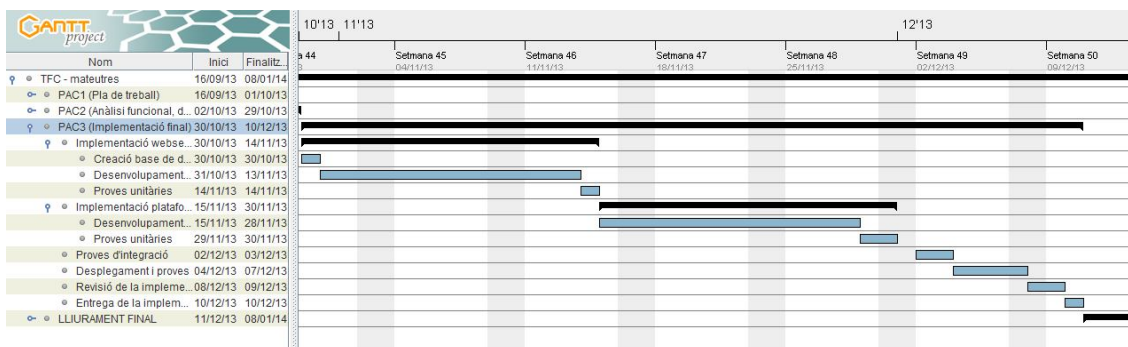 GANTT
project
10'13 11'13 12'13
a 44 Setmana 45 Setmana 46 Setmana 47 Setmana 48 Setmana 49 Setmana 50
04/11/13 11/11/13 18/11/13 25/11/13 02/12/13 09/12/13
Nom Inici Finalitz...
TFC - mateutres 16/09/13 08/01/14
PAC1 (Pla de treball) 16/09/13 01/10/13
PAC2 (Anàlisi funcional, d... 02/10/13 29/10/13
PAC3 (Implementació final) 30/10/13 10/12/13
Implementació webse... 30/10/13 14/11/13
Creació base de d... 30/10/13 30/10/13
Desenvolupament... 31/10/13 13/11/13
Proves unitàries 14/11/13 14/11/13
Implementació platafo... 15/11/13 30/11/13
Desenvolupament... 15/11/13 28/11/13
Proves unitàries 29/11/13 30/11/13
Proves d'integració 02/12/13 03/12/13
Desplegament i proves 04/12/13 07/12/13
Revisió de la impleme... 08/12/13 09/12/13
Entrega de la implem... 10/12/13 10/12/13
LLIURAMENT FINAL 11/12/13 08/01/14